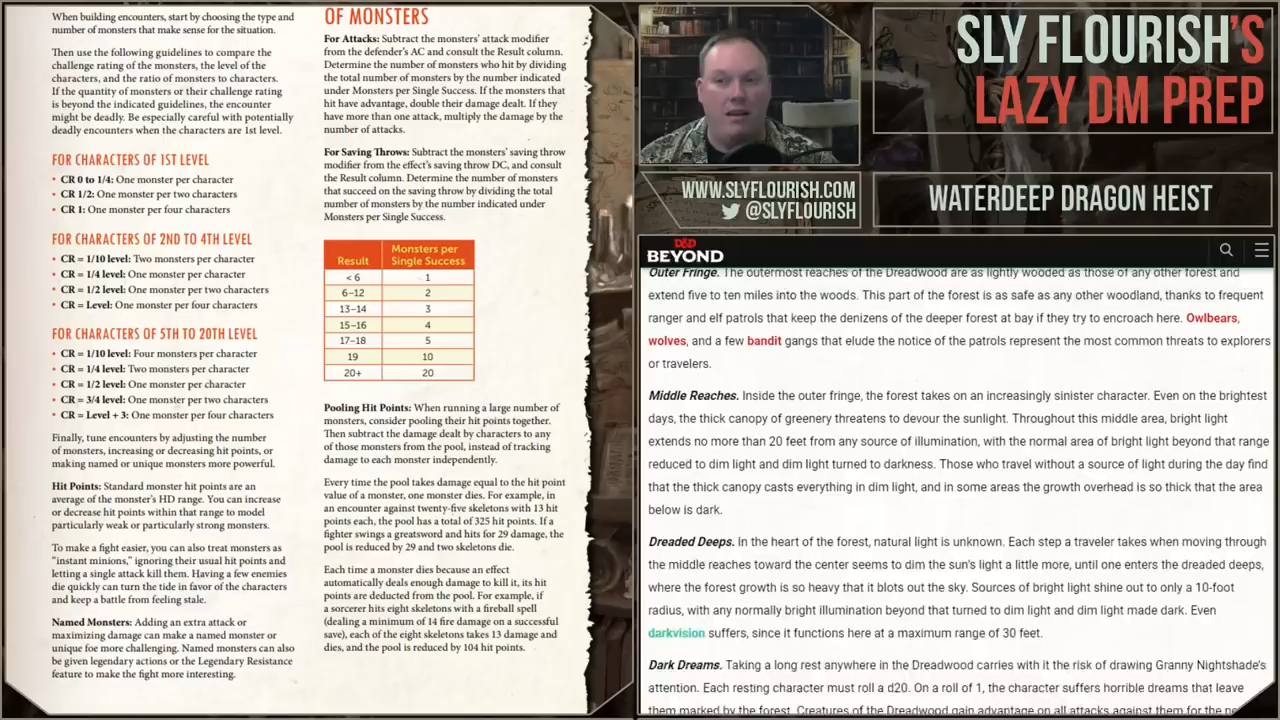 When building encounters, start by choosing the type and
number of monsters that make sense for the situation.
Then use the following guidelines to compare the
challenge rating of the monsters, the level of the
characters, and the ratio of monsters to characters.
If the quantity of monsters or their challenge rating
is beyond the indicated guidelines, the encounter
might be deadly. Be especially careful with potentially
deadly encounters when the characters are 1st level.
FOR CHARACTERS OF 1ST LEVEL
• CR 0 to 1/4: One monster per character
• CR 1/2: One monster per two characters
• CR 1: One monster per four characters
FOR CHARACTERS OF 2ND TO 4TH LEVEL
• CR = 1/10 level: Two monsters per character
• CR = 1/4 level: One monster per character
• CR = 1/2 level: One monster per two characters
• CR = Level: One monster per four characters
FOR CHARACTERS OF 5TH TO 20TH LEVEL
• CR = 1/10 level: Four monsters per character
• CR = 1/4 level: Two monsters per character
• CR = 1/2 level: One monster per character
• CR = 3/4 level: One monster per two characters
• CR = Level + 3: One monster per four characters
Finally, tune encounters by adjusting the number
of monsters, increasing or decreasing hit points, or
making named or unique monsters more powerful.
Hit Points: Standard monster hit points are an
average of the monster's HD range. You can increase
or decrease hit points within that range to model
particularly weak or particularly strong monsters.
To make a fight easier, you can also treat monsters as
“instant minions,” ignoring their usual hit points and
letting a single attack kill them. Having a few enemies
die quickly can turn the tide in favor of the characters
and keep a battle from feeling stale.
Named Monsters: Adding an extra attack or
maximizing damage can make a named monster or
unique foe more challenging. Named monsters can also
be given legendary actions or the Legendary Resistance
feature to make the fight more interesting.
OF MONSTERS
For Attacks: Subtract the monsters' attack modifier
from the defender's AC and consult the Result column.
Determine the number of monsters who hit by dividing
the total number of monsters by the number indicated
under Monsters per Single Success. If the monsters
hit have advantage, double their damage dealt. If they
have more than one attack, multiply the damage by the
number of attacks.
For Saving Throws: Subtract the monsters' saving throw
modifier from the effect's saving throw DC, and consult
the Result column. Determine the number of monsters
that succeed on the saving throw by dividing the total
number of monsters by the number indicated under
Monsters per Single Success.
Result Monsters per Single Success
< 6 1
6–12 2
13–14 3
15–16 4
17–18 5
19 10
20+ 20
Pooling Hit Points: When running a large number of
monsters, consider pooling their hit points together.
Then subtract the damage dealt by characters to any
of those monsters from the pool, instead of tracking
damage to each monster independently.
Every time the pool takes damage equal to the hit point
value of a monster, one monster dies. For example, in
an encounter against twenty-five skeletons with 13 hit
points each, the pool has a total of 325 hit points. If a
fighter swings a greatsword and hits for 29 damage, the
pool is reduced by 29 and two skeletons die.
Each time a monster dies because an effect
automatically deals enough damage to kill it, its hit
points are deducted from the pool. For example, if
a sorcerer hits eight skeletons with a fireball spell
(dealing a minimum of 14 fire damage on a successful
save), each of the eight skeletons takes 13 damage and
dies, and the pool is reduced by 104 hit points.
SLY FLOURISH'S
LAZY DM PREP
WWW.SLYFLOURISH.COM
@SLYFLOURISH
WATERDEEP DRAGON HEIST
D&D
BEYOND
Outer Fringe. The outermost reaches of the Dreadwood are as lightly wooded as those of any other forest and
extend five to ten miles into the woods. This part of the forest is as safe as any other woodland, thanks to frequent
ranger and elf patrols that keep the denizens of the deeper forest at bay if they try to encroach here. Owlbears,
wolves, and a few bandit gangs that elude the notice of the patrols represent the most common threats to explorers
or travelers.
Middle Reaches. Inside the outer fringe, the forest takes on an increasingly sinister character. Even on the brightest
days, the thick canopy of greenery threatens to devour the sunlight. Throughout this middle area, bright light
extends no more than 20 feet from any source of illumination, with the normal area of bright light beyond that range
reduced to dim light and dim light turned to darkness. Those who travel without a source of light during the day find
that the thick canopy casts everything in dim light, and in some areas the growth overhead is so thick that the area
below is dark.
Dreaded Deeps. In the heart of the forest, natural light is unknown. Each step a traveler takes when moving through
the middle reaches toward the center seems to dim the sun's light a little more, until one enters the dreaded deeps,
where the forest growth is so heavy that it blots out the sky. Sources of bright light shine out to only a 10-foot
radius, with any normally bright illumination beyond that turned to dim light and dim light made dark. Even
darkvision suffers, since it functions here at a maximum range of 30 feet.
Dark Dreams. Taking a long rest anywhere in the Dreadwood carries with it the risk of drawing Granny Nightshade's
attention. Each resting character must roll a d20. On a roll of 1, the character suffers horrible dreams that leave
them marked by the forest. Creatures of the Dreadwood gain advantage on all attacks against them for the